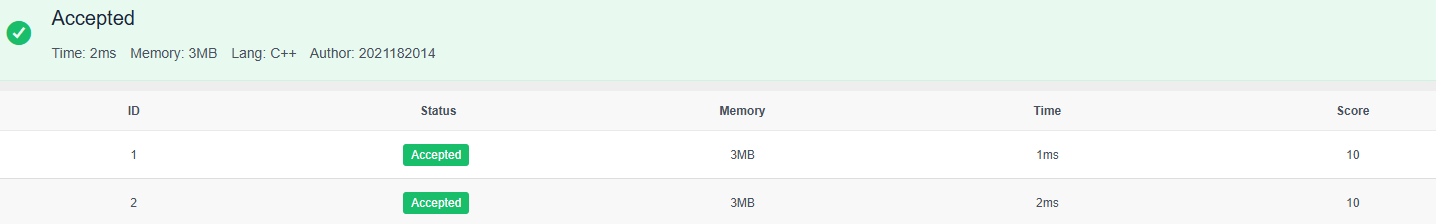 Accepted
Time: 2ms Memory: 3MB Lang: C++ Author: 2021182014
ID Status Memory Time Score
1 Accepted 3MB 1ms 10
2 Accepted 3MB 2ms 10